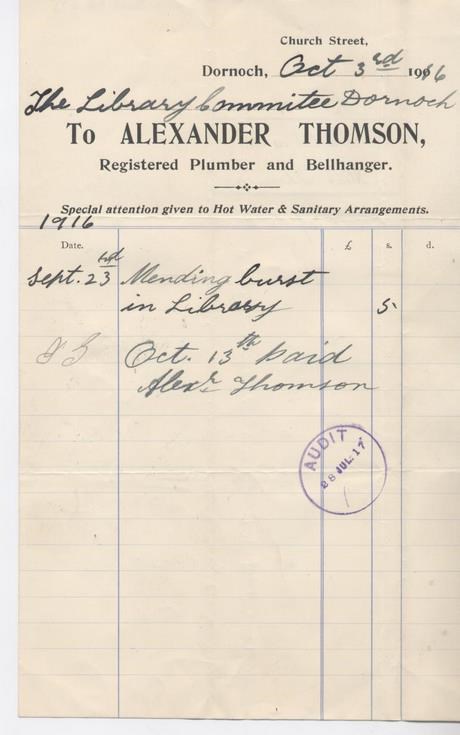 Church Street,
Dornoch, Oct 3rd 1916
The Library Commitee Dornoch
To ALEXANDER THOMSON,
Registered Plumber and Bellhanger.
Special attention given to Hot Water & Sanitary Arrangements.
1916
Date. £ s. d.
Sept. 23rd Mending burst
in Library 5
Oct. 13th paid
Alexr Thomson
AUDIT
28 JUL. 17